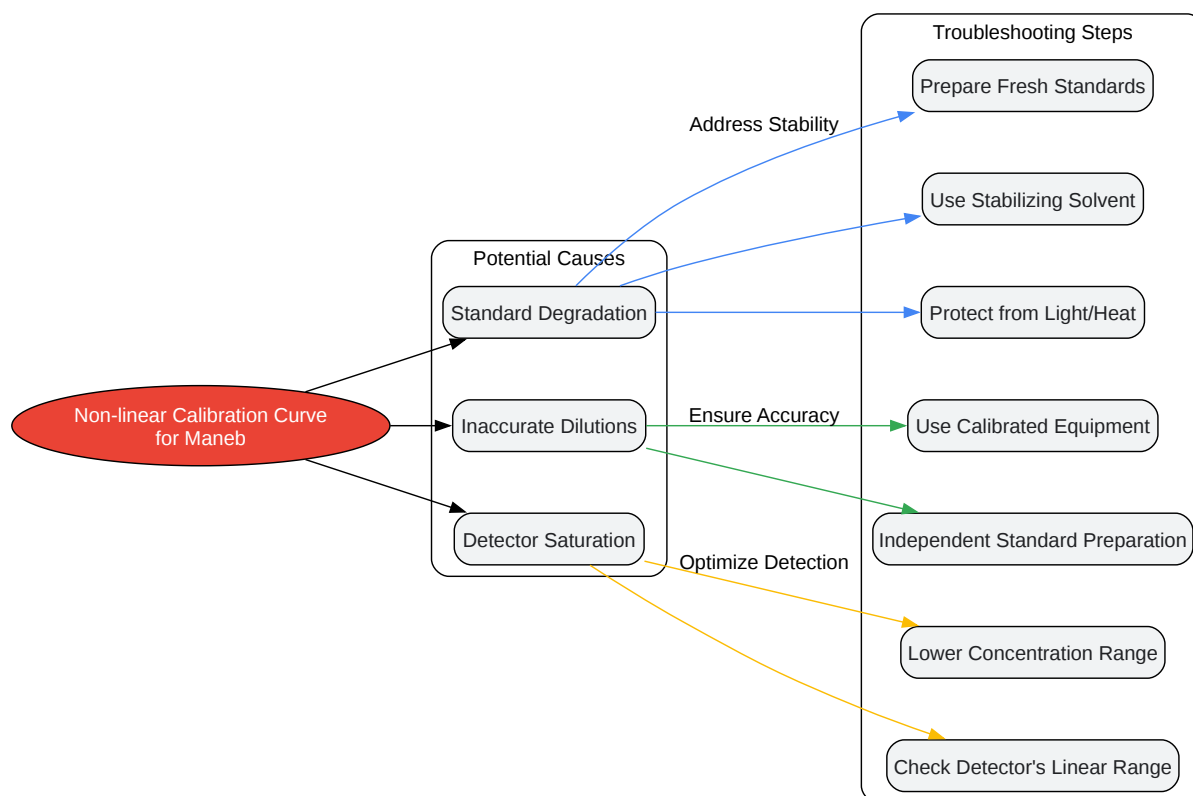 Non-linear Calibration Curve
for Maneb
Potential Causes
Standard Degradation
Inaccurate Dilutions
Detector Saturation
Address Stability
Ensure Accuracy
Optimize Detection
Troubleshooting Steps
Prepare Fresh Standards
Use Stabilizing Solvent
Protect from Light/Heat
Use Calibrated Equipment
Independent Standard Preparation
Lower Concentration Range
Check Detector's Linear Range